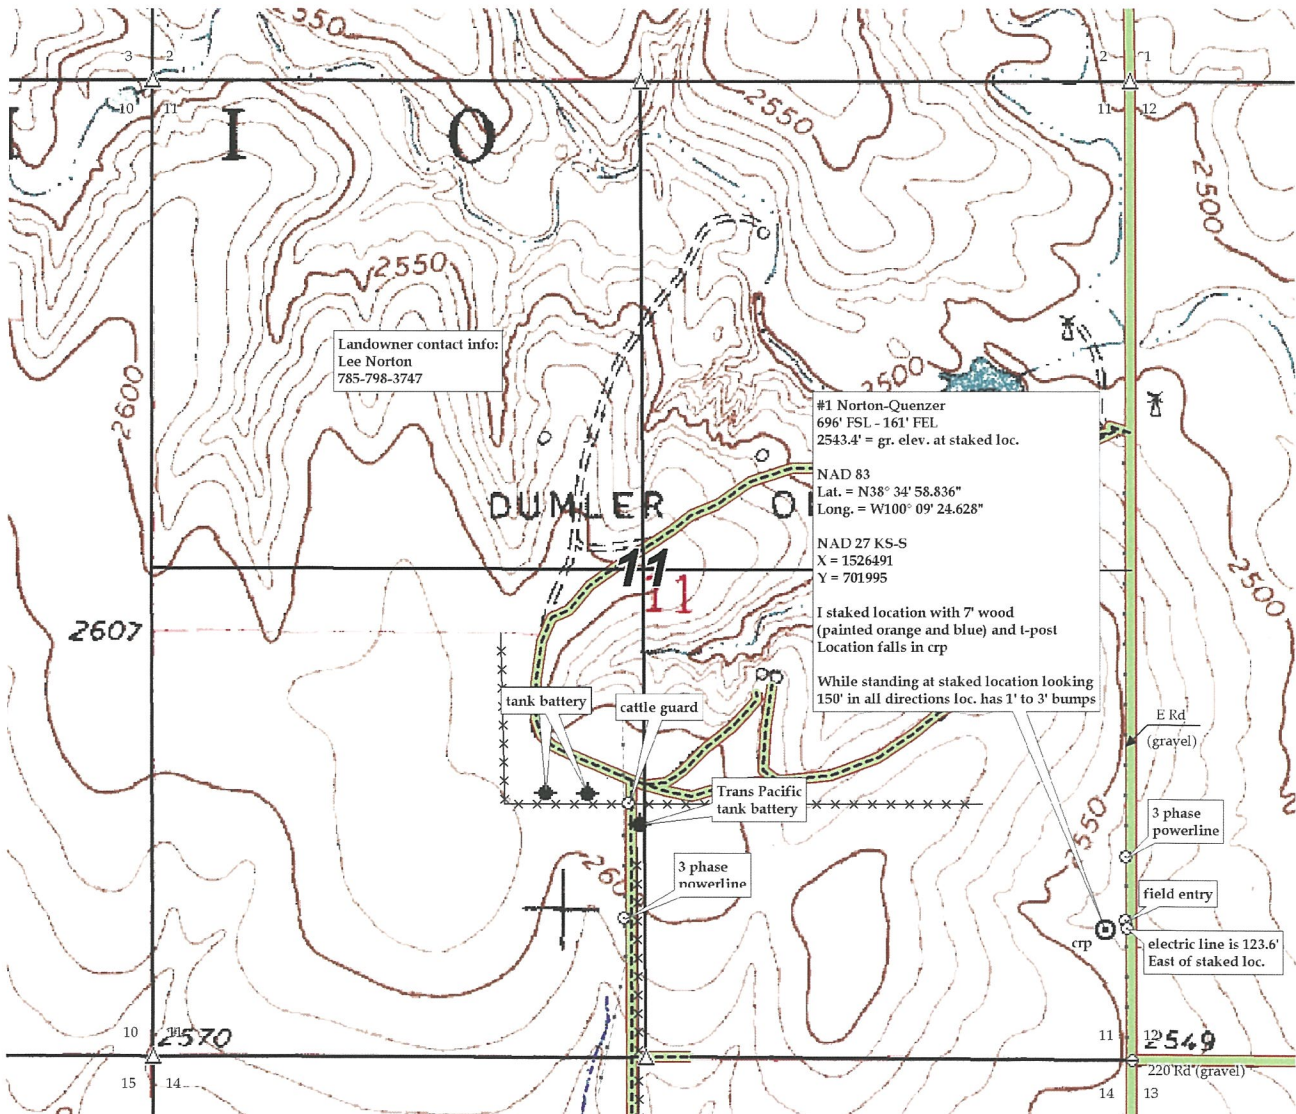 2550
3 2
2 1
10 11
11 12
I O
2550
2500
2550
Landowner contact info:
Lee Norton
785-798-3747
2600
2500
#1 Norton-Quenzer
696' FSL - 161' FEL
2543.4' = gr. elev. at staked loc.
NAD 83
Lat. = N38° 34' 58.836"
Long. = W100° 09' 24.628"
NAD 27 KS-S
X = 1526491
Y = 701995
I staked location with 7' wood
(painted orange and blue) and t-post
Location falls in crp
While standing at staked location looking
150' in all directions loc. has 1' to 3' bumps
DUMLER
11
11
2500
2607
tank battery
cattle guard
E Rd
(gravel)
Trans Pacific
tank battery
2550
3 phase
powerline
3 phase
powerline
field entry
crp
electric line is 123.6'
East of staked loc.
10
2570
11 12
2549
220 Rd (gravel)
15 14
14 13